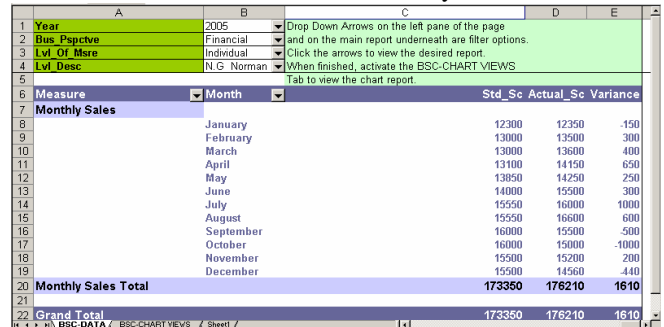 A B C D E
1 Year 2005 Drop Down Arrows on the left pane of the page
2 Bus_Pspctve Financial and on the main report underneath are filter options.
3 Lvl_Of_Msre Individual Click the arrows to view the desired report.
4 Lvl_Desc N.G Norman When finished, activate the BSC-CHART VIEWS
5 Tab to view the chart report.
6 Measure Month Std_Sc Actual_Sc Variance
7 Monthly Sales
8 January 12300 12350 -150
9 February 13000 13500 300
10 March 13000 13600 400
11 April 13100 14150 650
12 May 13850 14250 250
13 June 14000 15500 300
14 July 15550 16000 1000
15 August 15550 16600 600
16 September 16000 15500 -500
17 October 16000 15000 -1000
18 November 15500 15200 200
19 December 15500 14560 -440
20 Monthly Sales Total 173350 176210 1610
21
22 Grand Total 173350 176210 1610
BSC-DATA BSC-CHART VIEWS Sheet1